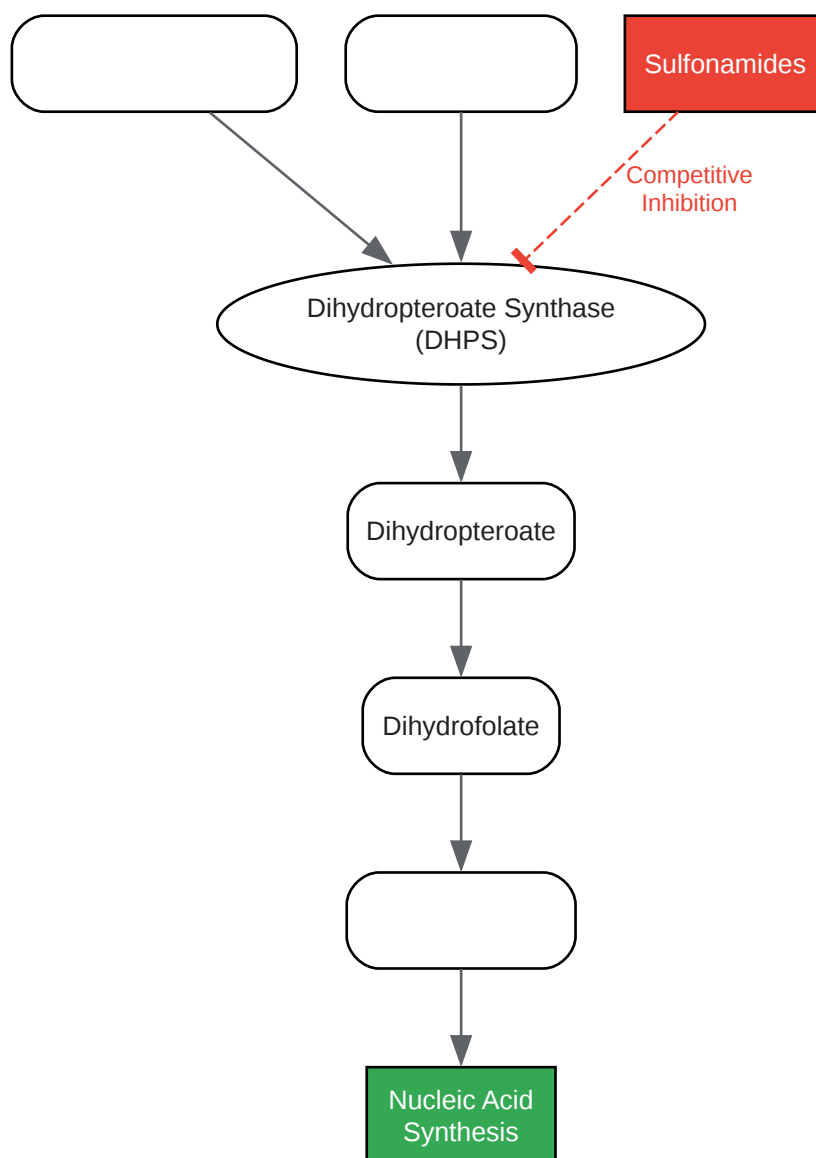 Sulfonamides
Competitive
Inhibition
Dihydropteroate Synthase
(DHPS)
Dihydropteroate
Dihydrofolate
Nucleic Acid
Synthesis